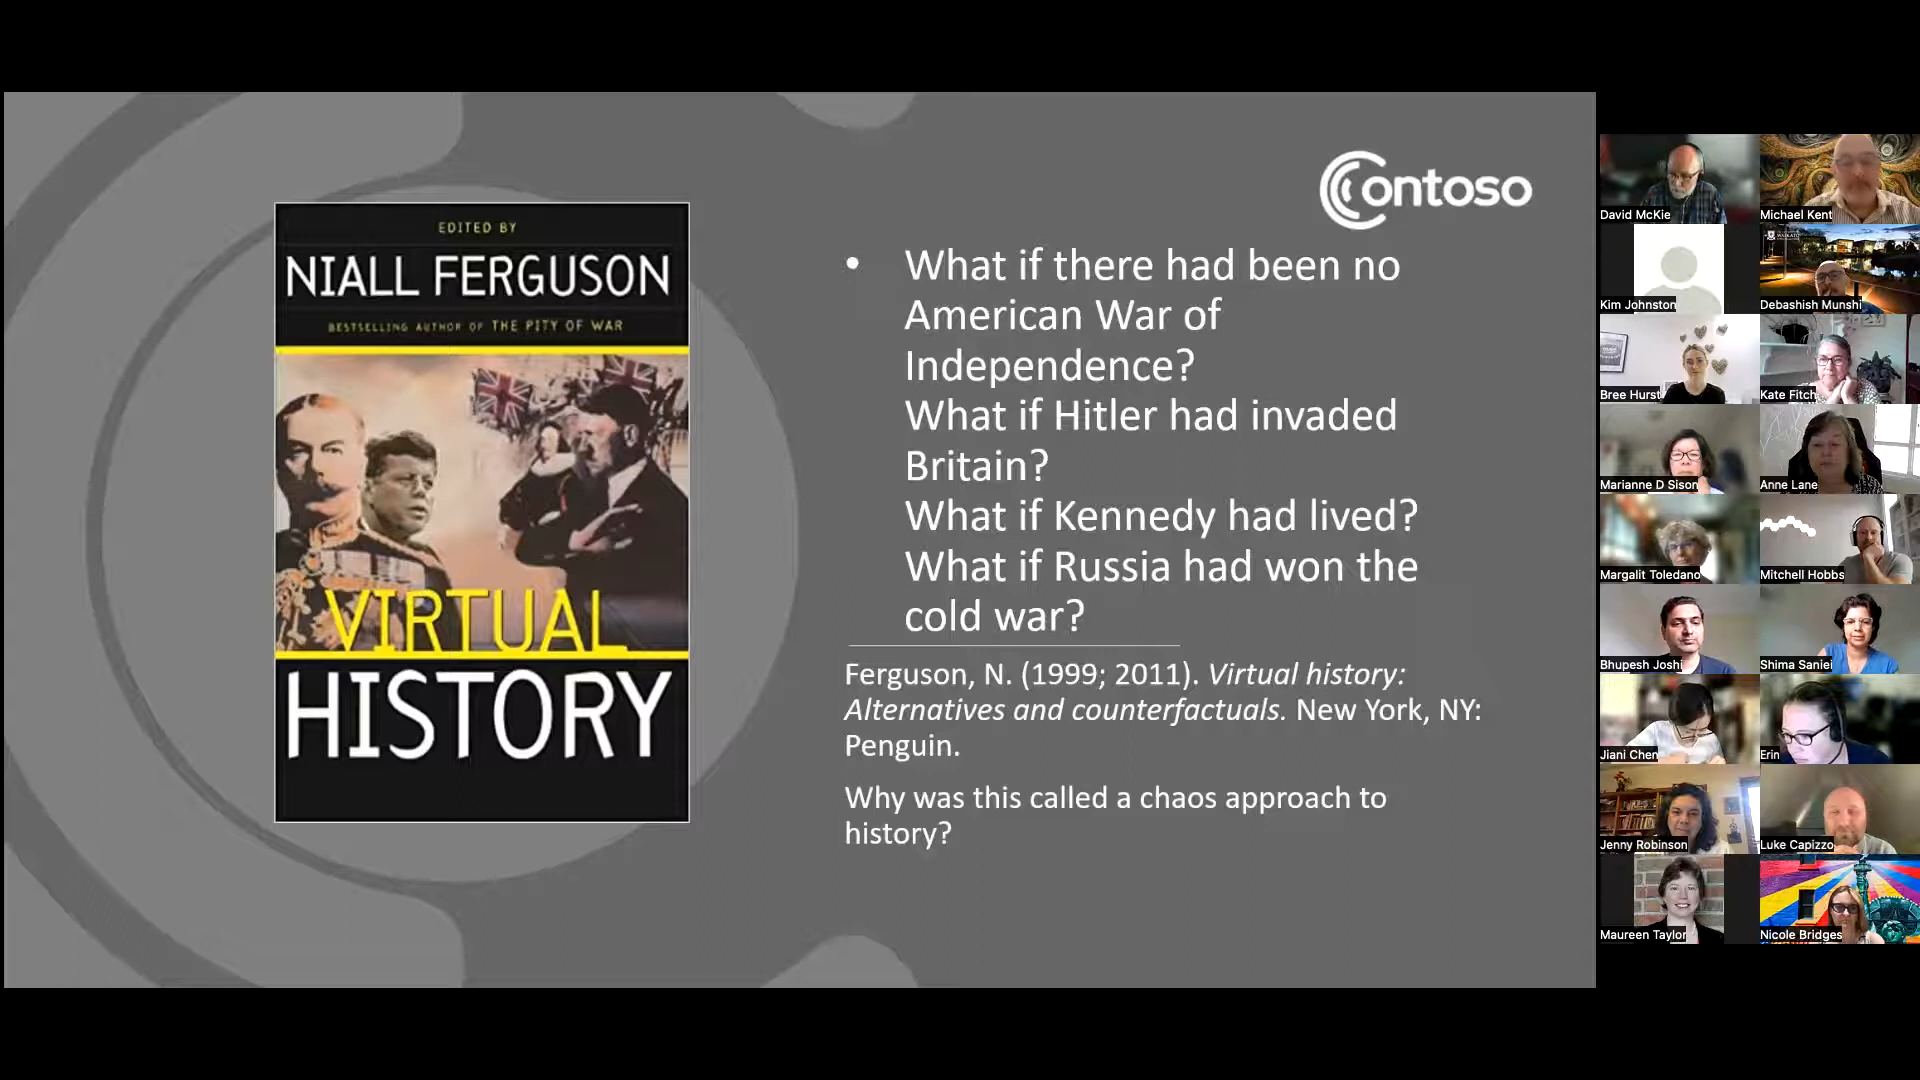 EDITED BY
NIALL FERGUSON
BESTSELLING AUTHOR OF THE PITY OF WAR
VIRTUAL
HISTORY
Contoso
• What if there had been no
American War of
Independence?
What if Hitler had invaded
Britain?
What if Kennedy had lived?
What if Russia had won the
cold war?
Ferguson, N. (1999; 2011). Virtual history:
Alternatives and counterfactuals. New York, NY:
Penguin.
Why was this called a chaos approach to
history?
David McKie
Michael Kent
Kim Johnston
Debashish Munshi
Bree Hurst
Kate Fitch
Marianne D Sison
Anne Lane
Margalit Toledano
Mitchell Hobbs
Bhupesh Joshi
Shima Saniei
Jiani Chen
Erin
Jenny Robinson
Luke Capizzo
Maureen Taylor
Nicole Bridges